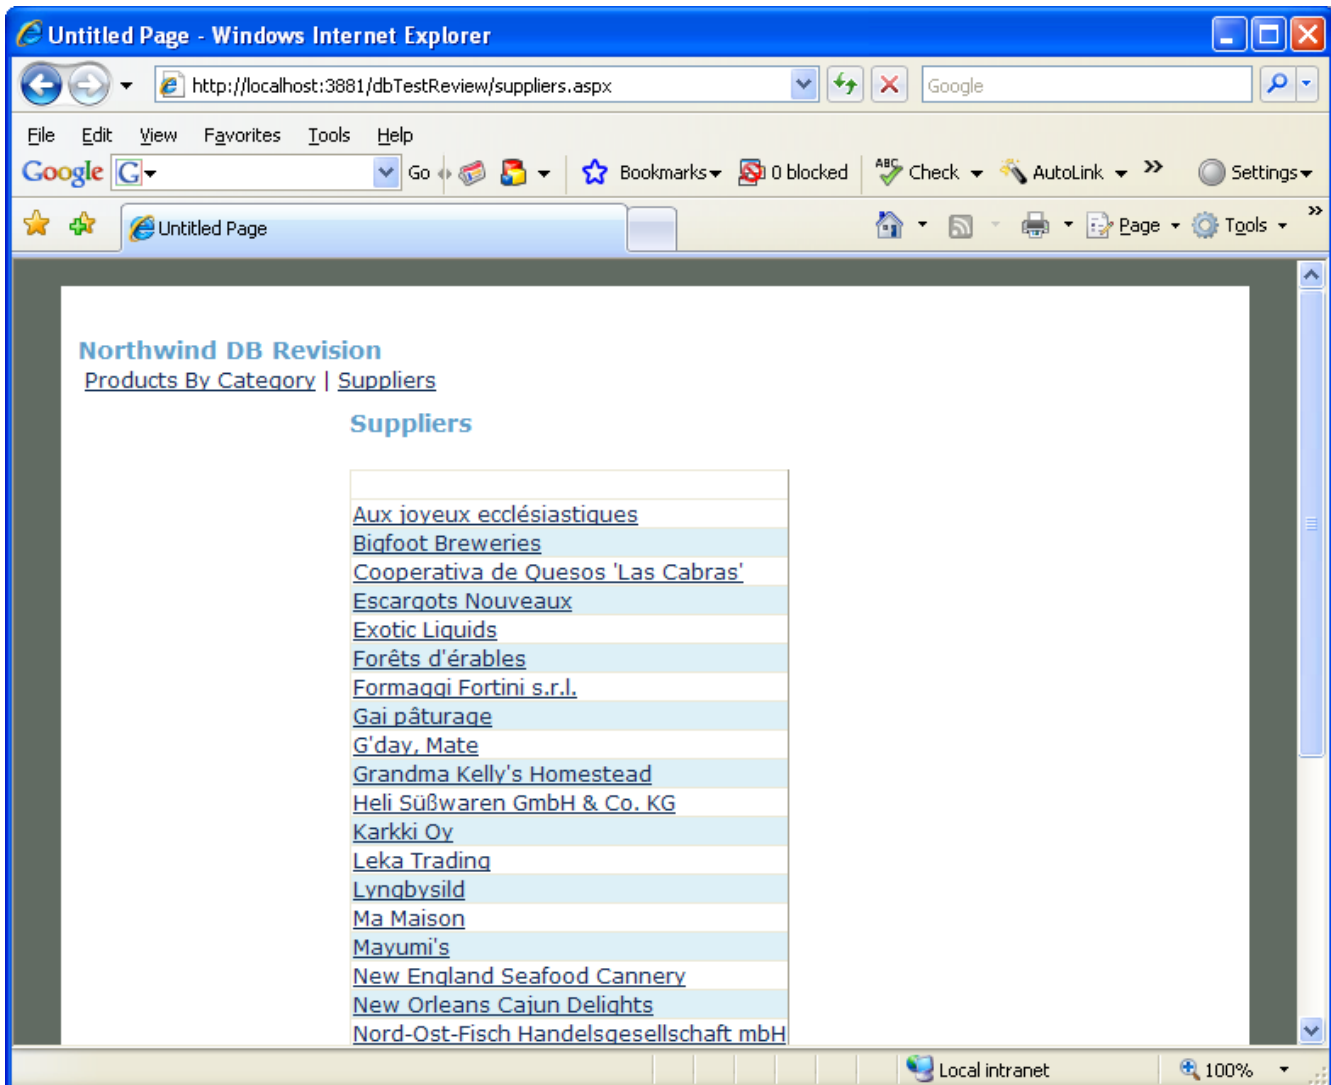 Untitled Page - Windows Internet Explorer
http://localhost:3881/dbTestReview/suppliers.aspx Google
File Edit View Favorites Tools Help
Google G Go Bookmarks 0 blocked ABC Check AutoLink >> Settings
Untitled Page Page Tools >>
Northwind DB Revision
Products By Category | Suppliers
Suppliers
Aux joyeux ecclésiastiques
Bigfoot Breweries
Cooperativa de Quesos 'Las Cabras'
Escargots Nouveaux
Exotic Liquids
Forêts d'érables
Formaggi Fortini s.r.l.
Gai pâturage
G'day, Mate
Grandma Kelly's Homestead
Heli Süßwaren GmbH & Co. KG
Karkki Oy
Leka Trading
Lyngbysild
Ma Maison
Mayumi's
New England Seafood Cannery
New Orleans Cajun Delights
Nord-Ost-Fisch Handelsgesellschaft mbH
Local intranet 100%